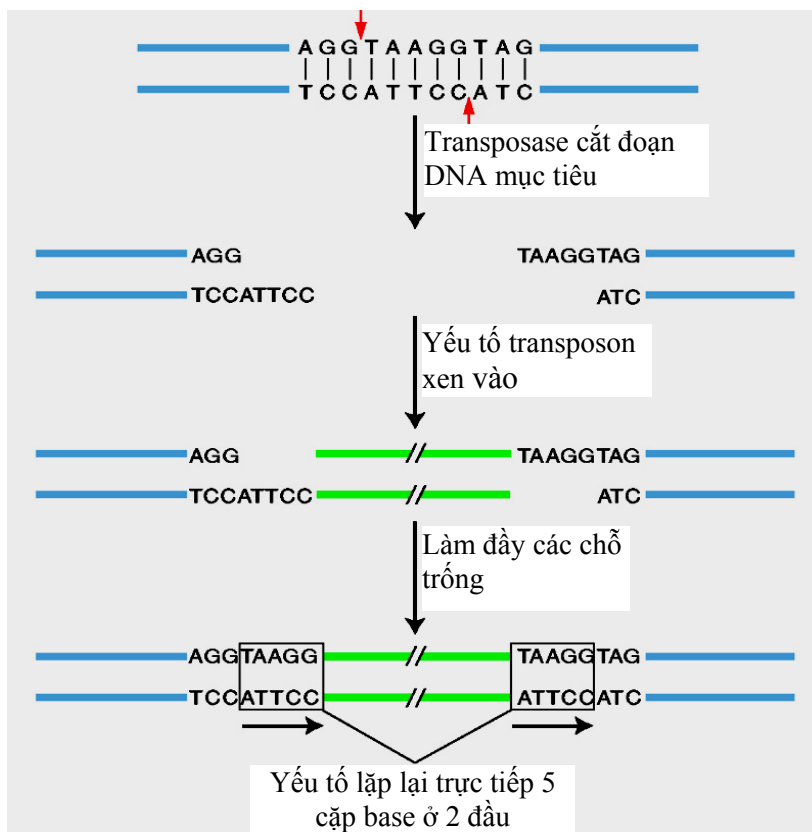 AGGTAAGGTAG
TCCATTCCATC
Transposase cắt đoạn
DNA mục tiêu
AGG TAAGGTAG
TCCATTCC ATC
Yếu tố transposon
xen vào
AGG // TAAGGTAG
TCCATTCC // ATC
Làm đầy các chỗ
trống
AGGTAAGG // TAAGGTAG
TCCATTCC // ATTCCATC
Yếu tố lặp lại trực tiếp 5
cặp base ở 2 đầu